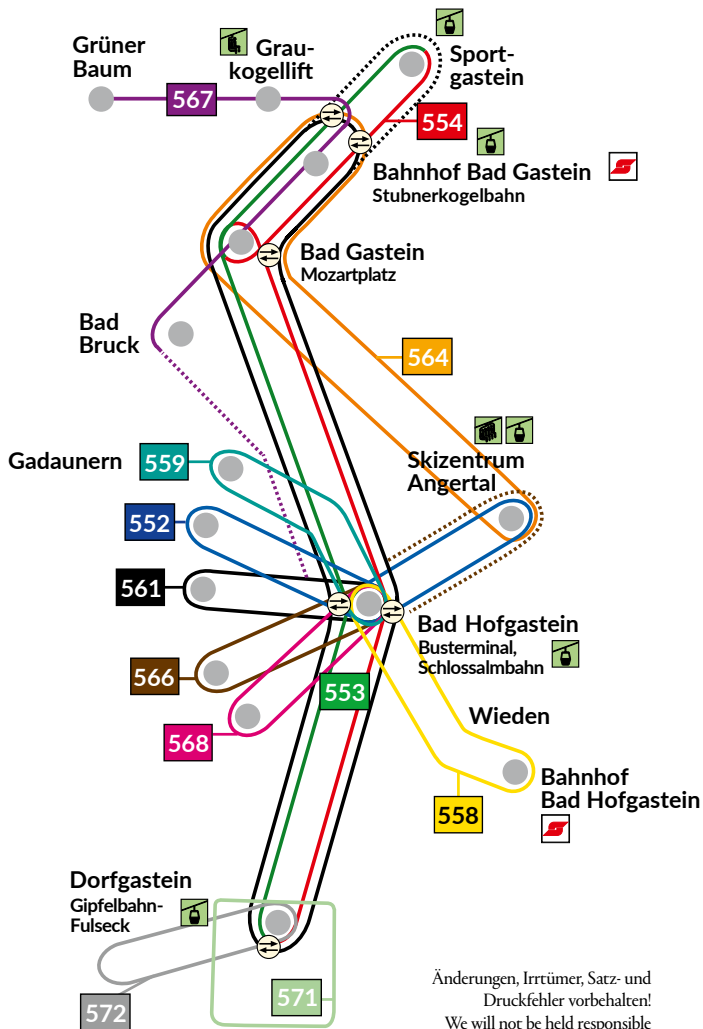 Grüner
Baum
Grau-
kogellift
Sport-
gastein
567
554
Bahnhof Bad Gastein
Stubnerkogelbahn
Bad Gastein
Mozartplatz
Bad
Bruck
564
Gadaunern
559
Skizentrum
Angertal
552
561
Bad Hofgastein
Busterminal,
Schlossalmbahn
566
553
568
Wieden
Bahnhof
Bad Hofgastein
558
Dorfgastein
Gipfelbahn-
Fulseck
571
572
Änderungen, Irrtümer, Satz- und
Druckfehler vorbehalten!
We will not be held responsible